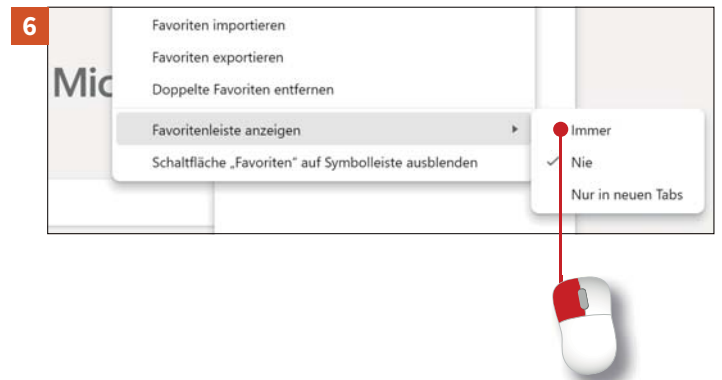 6
Favoriten importieren
Favoriten exportieren
Mic
Doppelte Favoriten entfernen
Favoritenleiste anzeigen
Immer
Schaltfläche „Favoriten“ auf Symbolleiste ausblenden
Nie
Nur in neuen Tabs